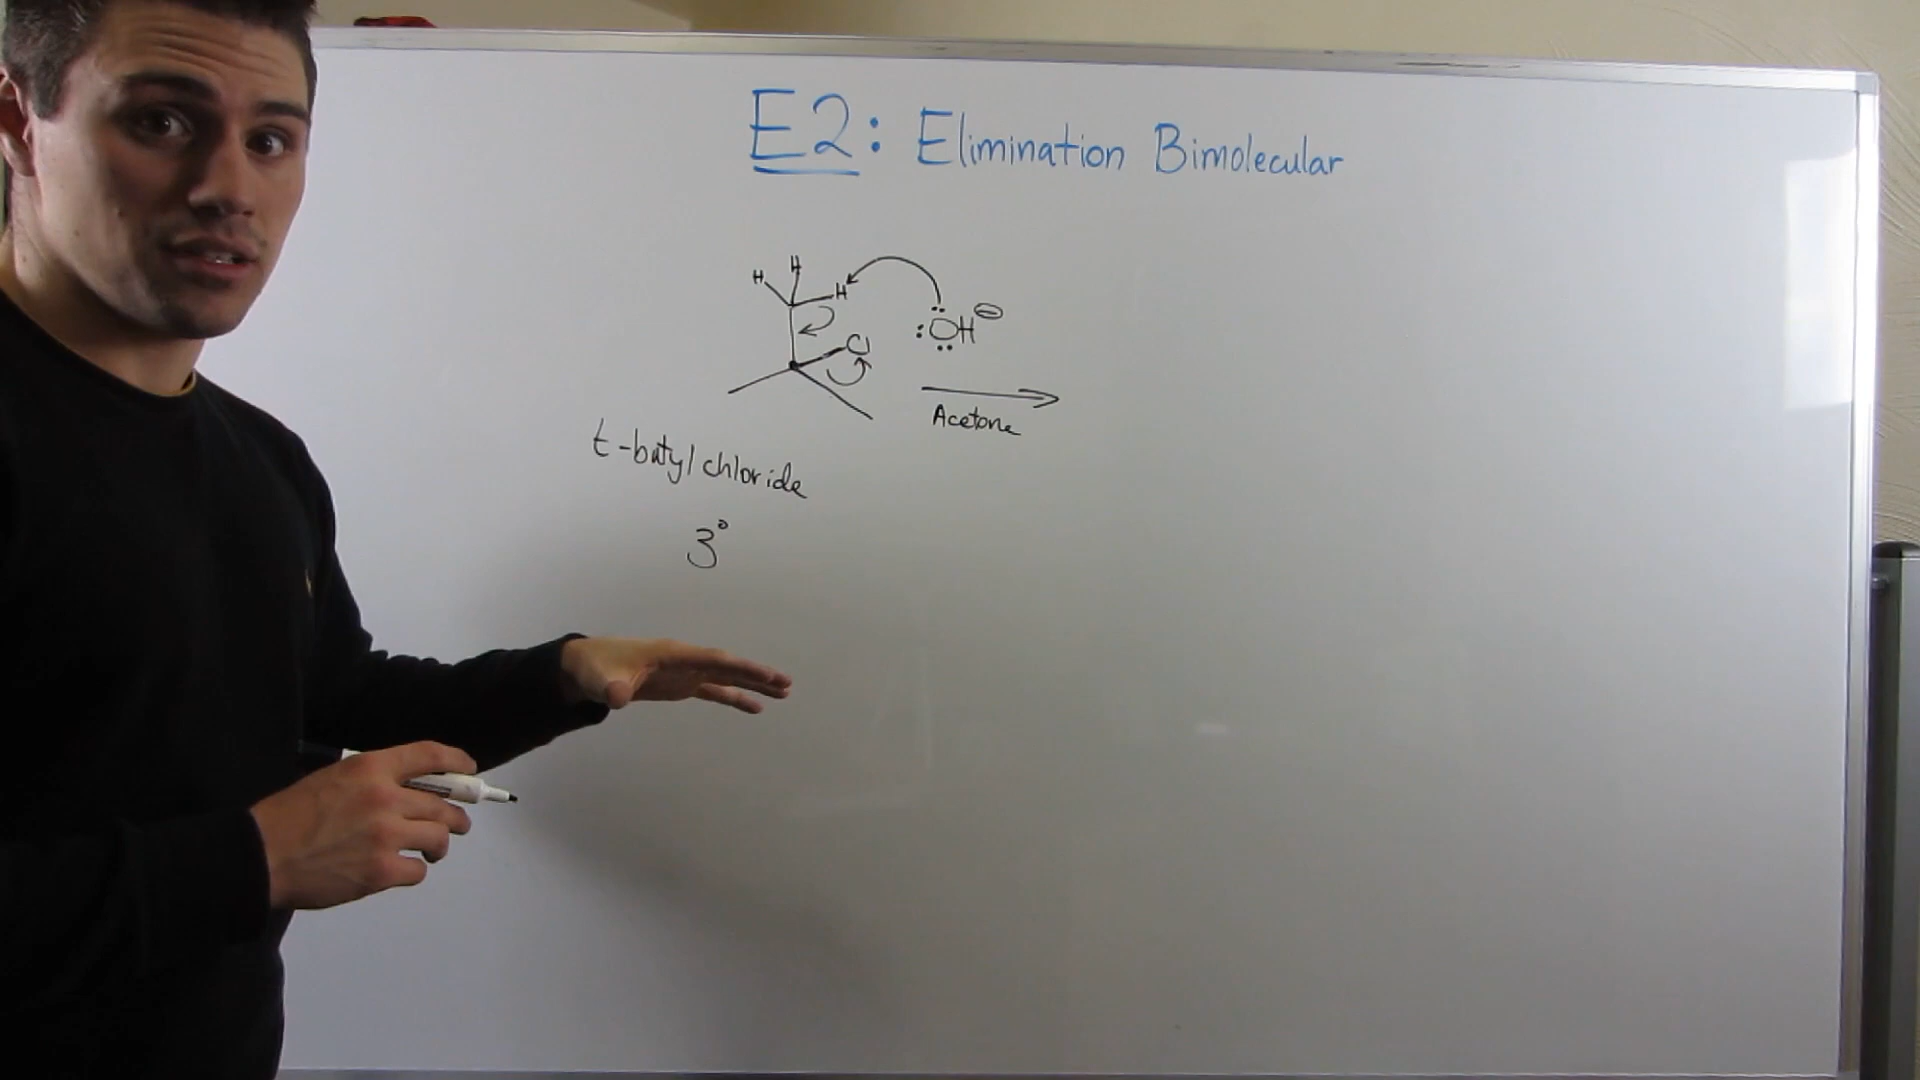 E2: Elimination Bimolecular
H H H
:OH⊖
Cl
Acetone
t-butyl chloride
3°